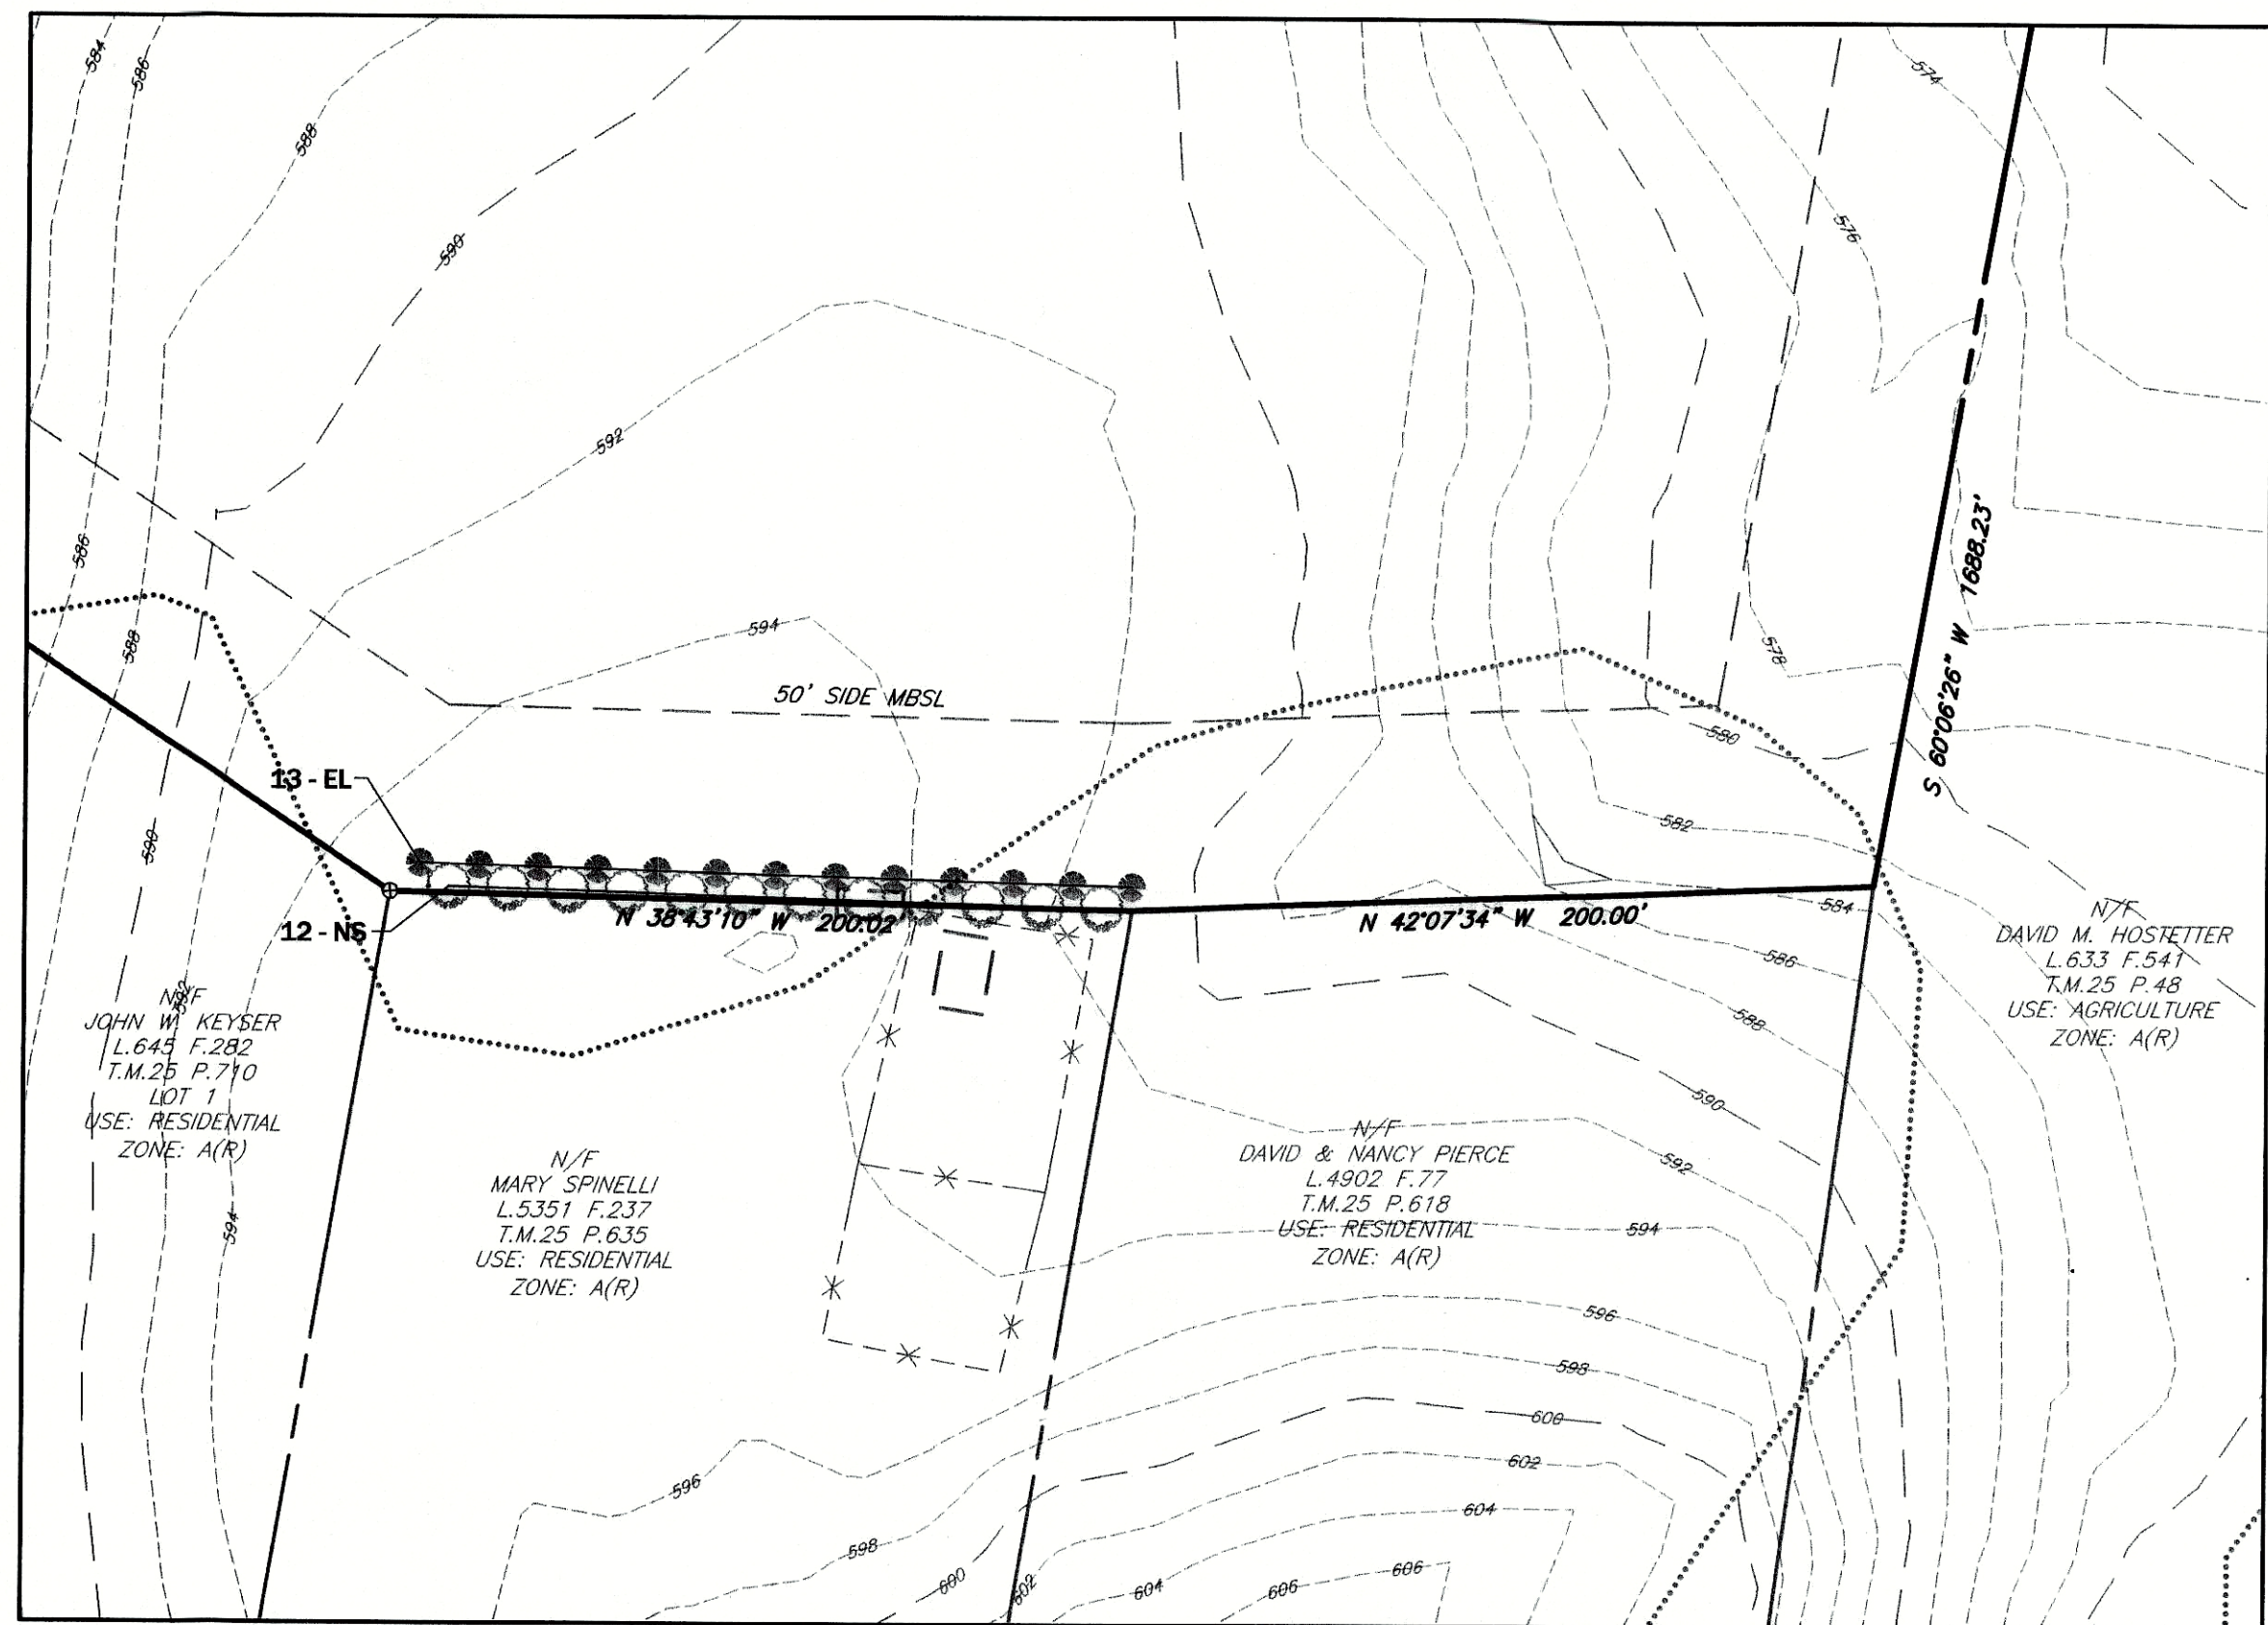 584
586
588
590
592
574
576
586
588
594
50' SIDE MBSL
S 60°06'26" W 1688.23'
578
580
582
13 - EL
590
12 - NS
N 38°43'10" W 200.02'
N 42°07'34" W 200.00'
584
586
588
590
592
592
N/F
JOHN W. KEYSER
L.645 F.282
T.M.25 P.710
LOT 1
USE: RESIDENTIAL
ZONE: A(R)
594
N/F
MARY SPINELLI
L.5351 F.237
T.M.25 P.635
USE: RESIDENTIAL
ZONE: A(R)
N/F
DAVID & NANCY PIERCE
L.4902 F.77
T.M.25 P.618
USE: RESIDENTIAL
ZONE: A(R)
N/F
DAVID M. HOSTETTER
L.633 F.541
T.M.25 P.48
USE: AGRICULTURE
ZONE: A(R)
594
596
598
600
602
604
606
596
598
600
602
604
606